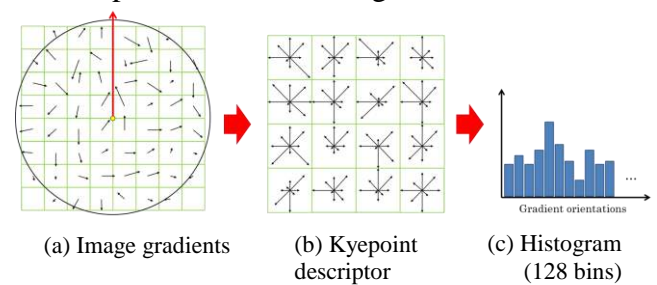 Gradient orientations
...
(a) Image gradients
(b) Kyepoint
descriptor
(c) Histogram
(128 bins)